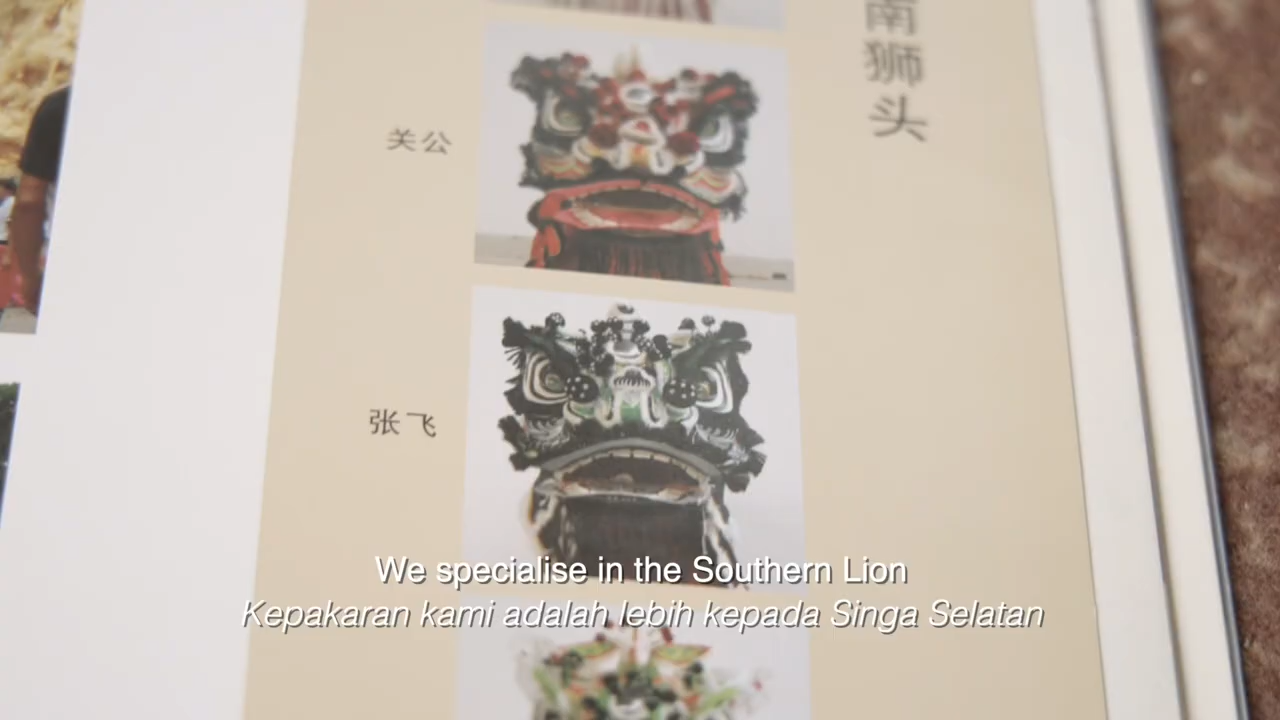 南狮头
关公
张飞
We specialise in the Southern Lion
Kepakaran kami adalah lebih kepada Singa Selatan